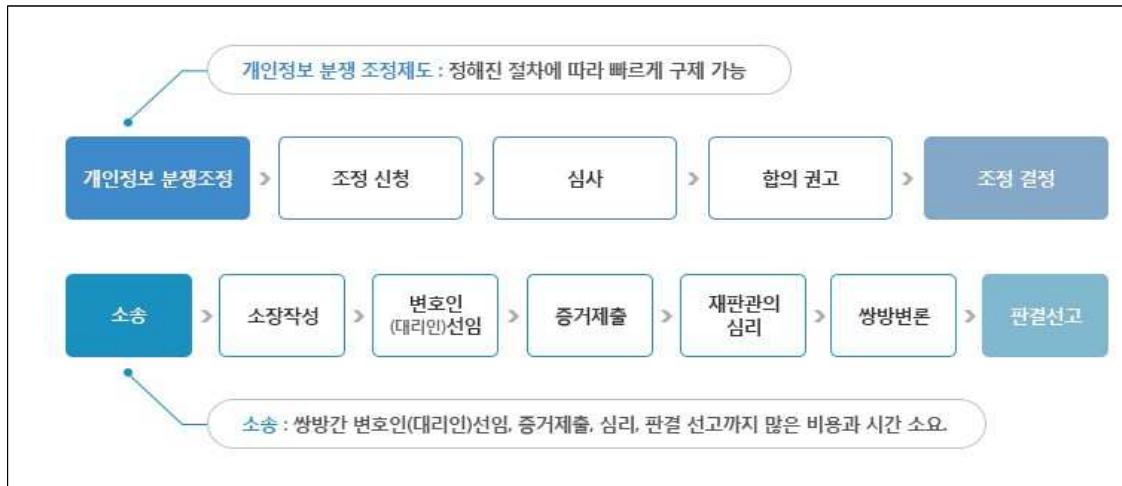 개인정보 분쟁 조정제도 : 정해진 절차에 따라 빠르게 구제 가능
개인정보 분쟁조정 > 조정 신청 > 심사 > 합의 권고 > 조정 결정
소송 > 소장작성 > 변호인 (대리인)선임 > 증거제출 > 재판관의 심리 > 쌍방변론 > 판결선고
소송 : 쌍방간 변호인(대리인)선임, 증거제출, 심리, 판결 선고까지 많은 비용과 시간 소요.